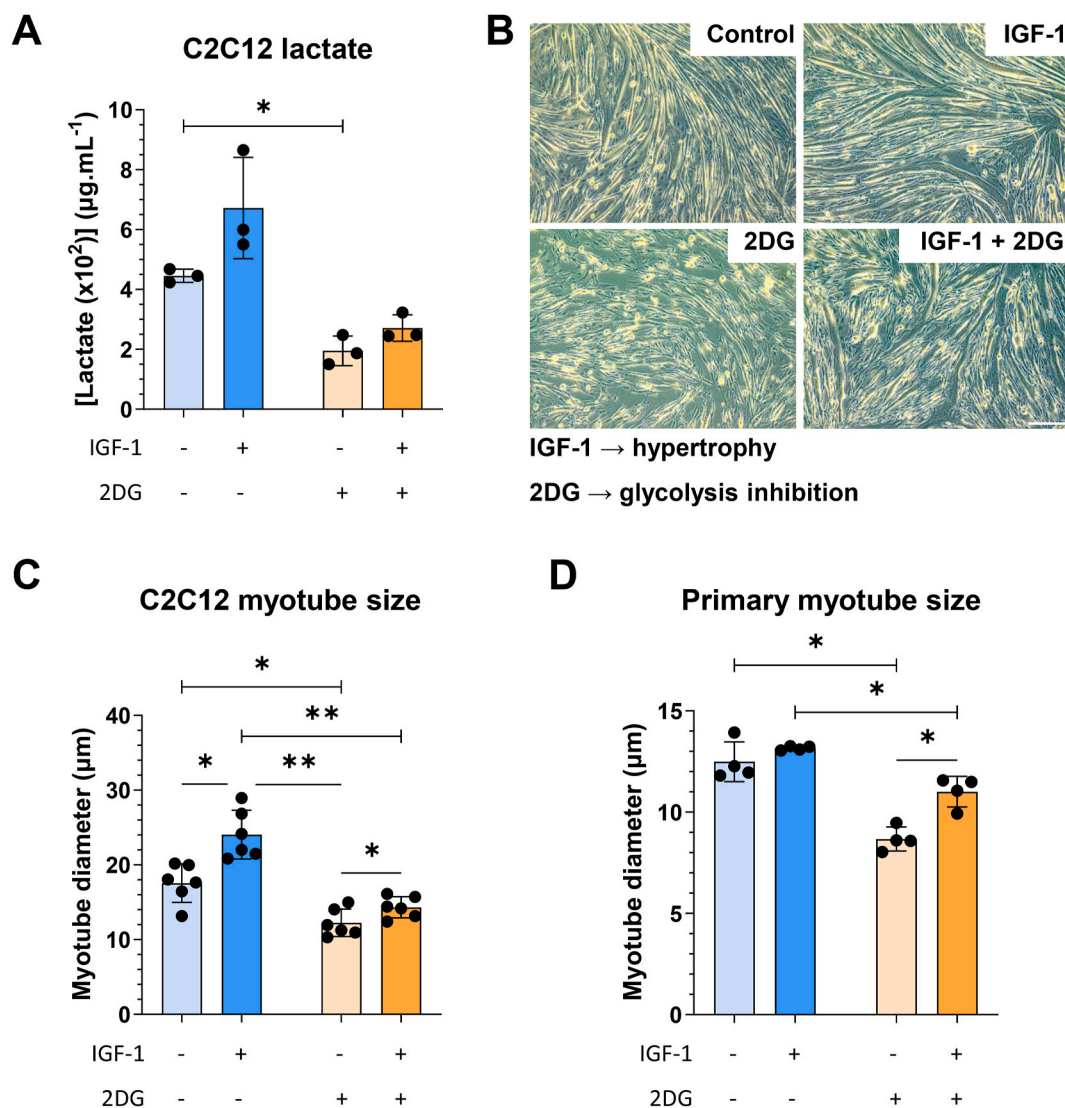 A
C2C12 lactate
[Lactate (x10²)] (µg.mL⁻¹)
10
8
6
4
2
0
*
IGF-1 - + - +
2DG - - + +
B
Control
IGF-1
2DG
IGF-1 + 2DG
IGF-1 → hypertrophy
2DG → glycolysis inhibition
C
C2C12 myotube size
Myotube diameter (µm)
40
30
20
10
0
*
**
* **
*
IGF-1 - + - +
2DG - - + +
D
Primary myotube size
Myotube diameter (µm)
15
10
5
0
*
*
*
IGF-1 - + - +
2DG - - + +